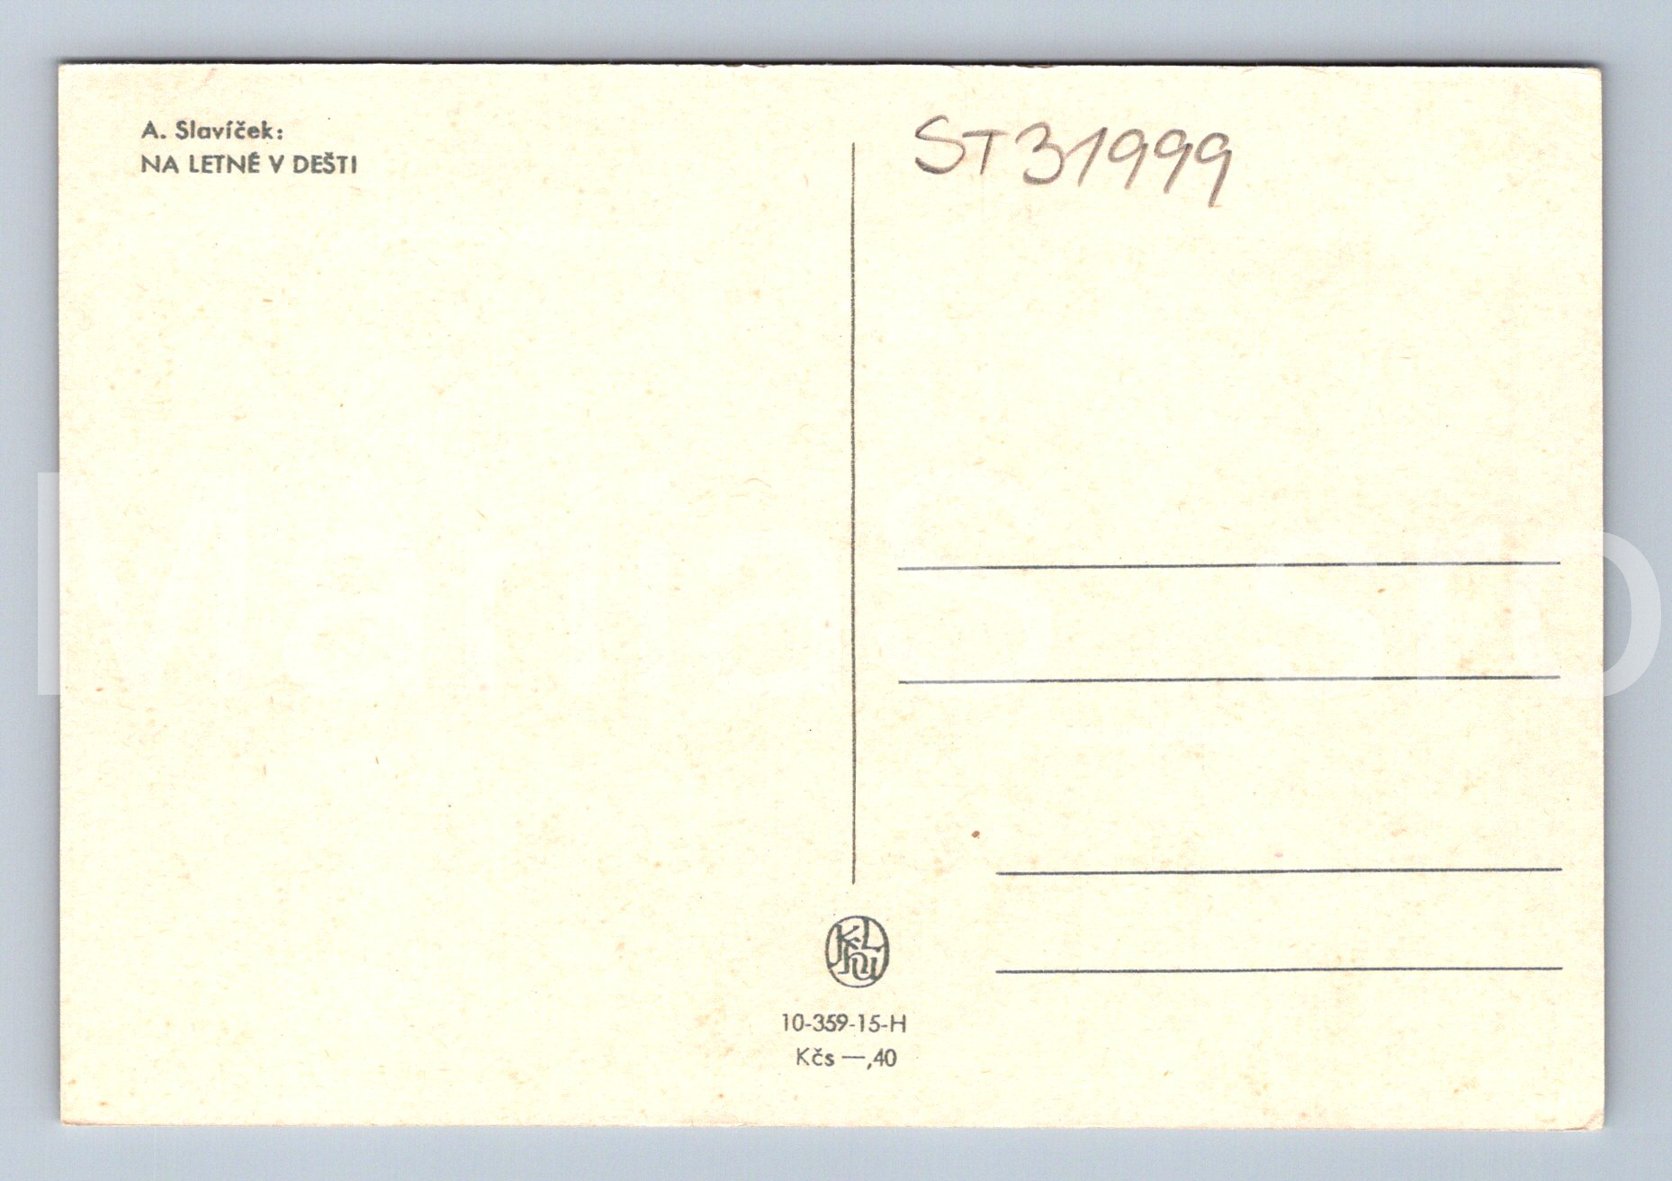 A. Slavíček:
NA LETNÉ V DEŠTI
ST31999
10-359-15-H
Kčs —,40